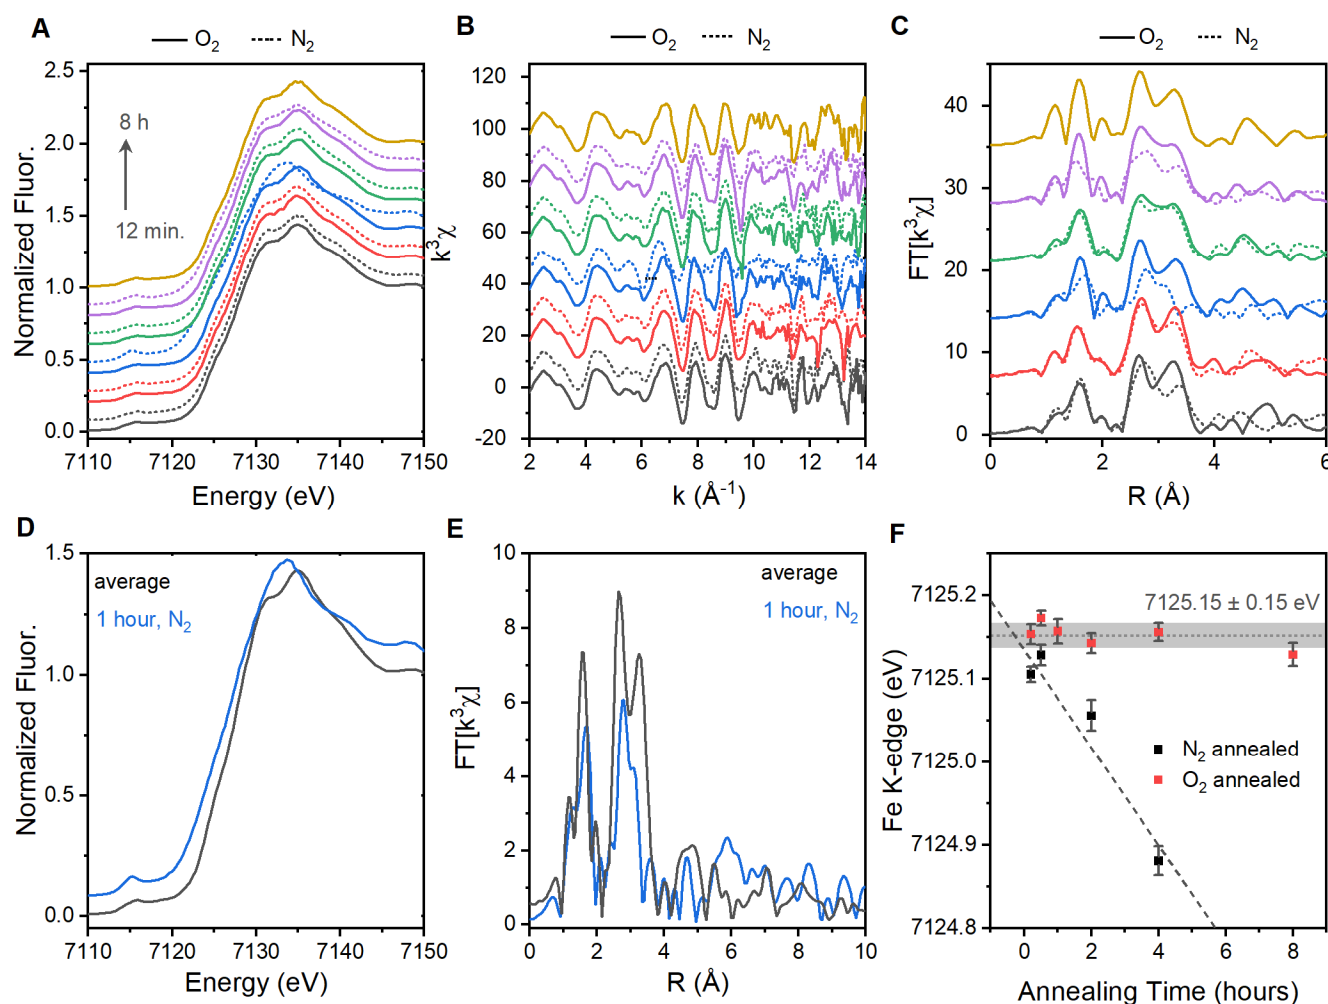 A
O₂ N₂
2.5
2.0
1.5
1.0
0.5
0.0
8 h
12 min.
Normalized Fluor.
7110 7120 7130 7140 7150
Energy (eV)
B
O₂ N₂
120
100
80
60
40
20
0
-20
k³χ
2 4 6 8 10 12 14
k (Å⁻¹)
C
O₂ N₂
40
30
20
10
0
FT[k³χ]
0 2 4 6
R (Å)
D
1.5
1.0
0.5
0.0
average
1 hour, N₂
Normalized Fluor.
7110 7120 7130 7140 7150
Energy (eV)
E
10
8
6
4
2
0
average
1 hour, N₂
FT[k³χ]
0 2 4 6 8 10
R (Å)
F
7125.2
7125.1
7125.0
7124.9
7124.8
7125.15 ± 0.15 eV
N₂ annealed
O₂ annealed
Fe K-edge (eV)
0 2 4 6 8
Annealing Time (hours)